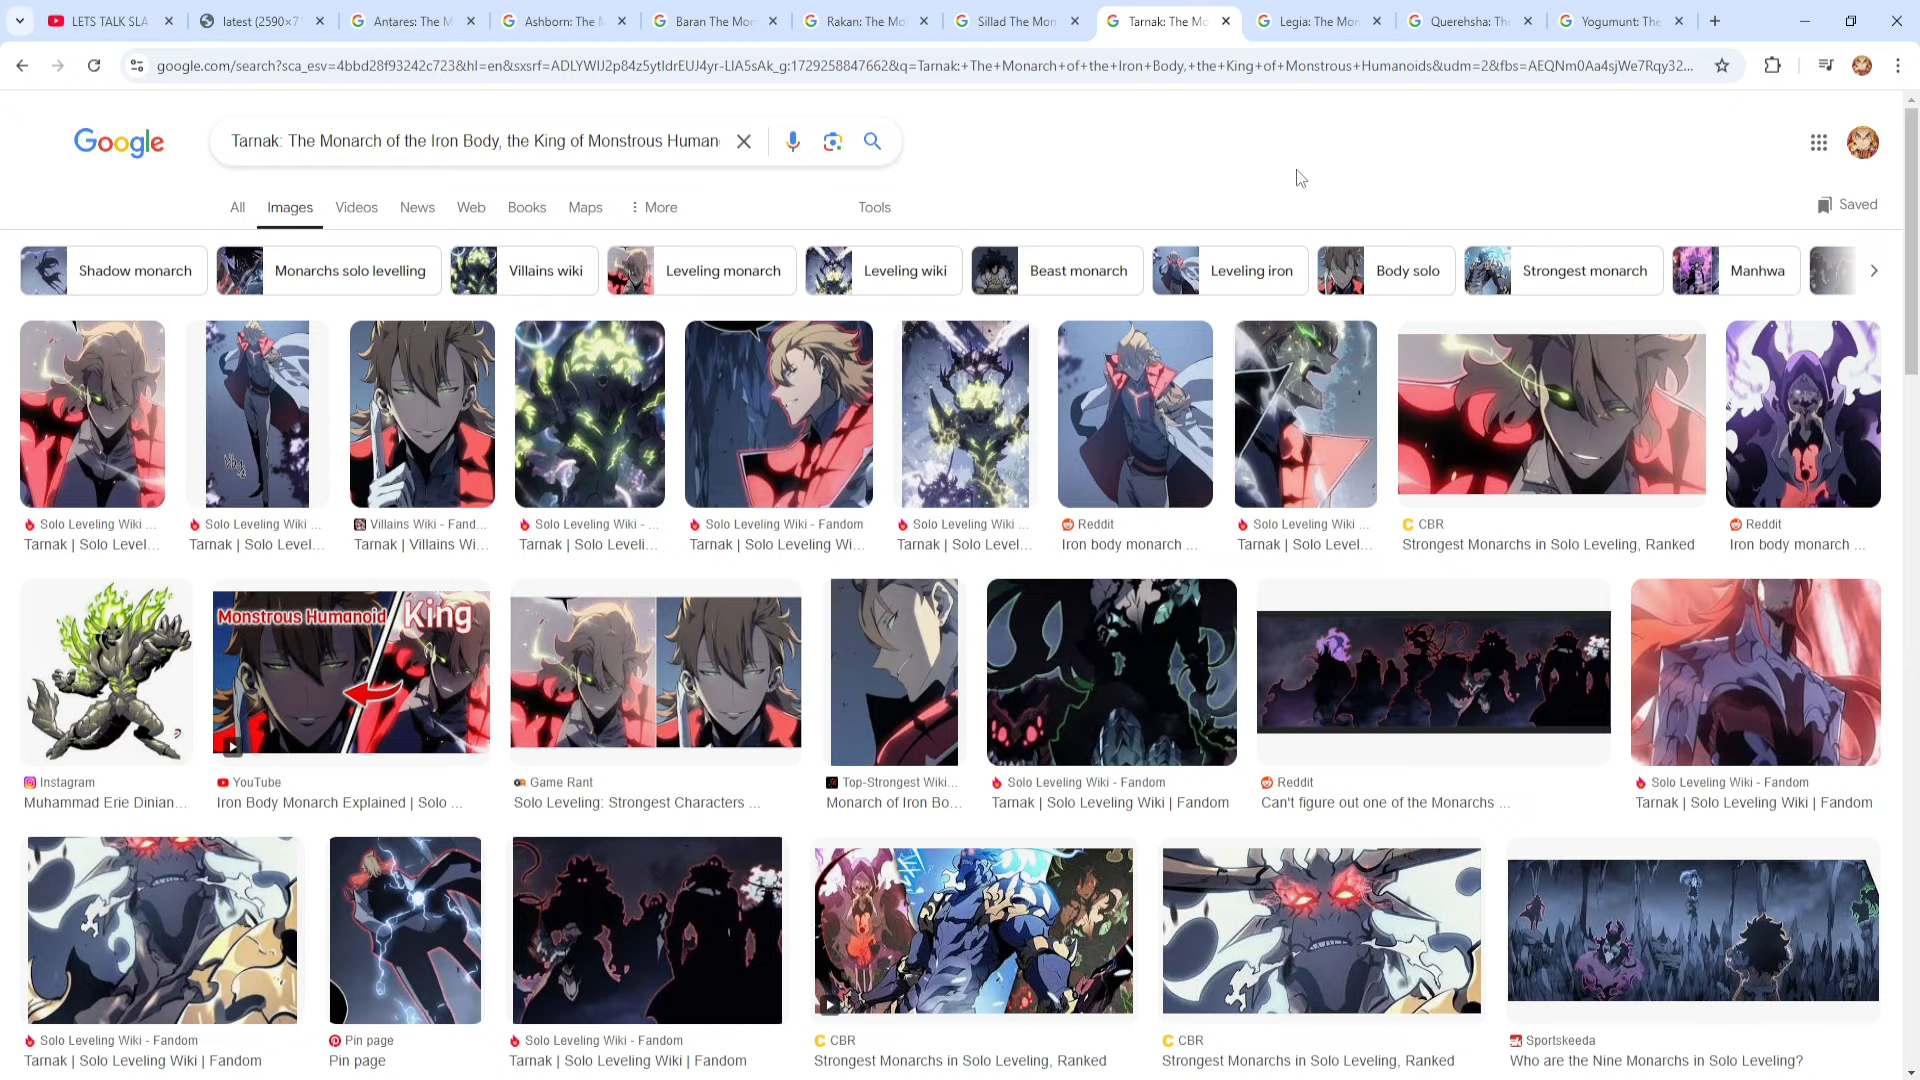 LETS TALK SLA
latest (2590×7
Antares: The M
Ashborn: The
Baran The Mon
Rakan: The Mo
Sillad The Mon
Tarnak: The Mo
Legia: The Mon
Querehsha: The
Yogumunt: The
google.com/search?sca_esv=4bbd28f93242c723&hl=en&sxsrf=ADLYWIJ2p84z5ytldrEUJ4yr-LIA5sAk_g:1729258847662&q=Tarnak:+The+Monarch+of+the+Iron+Body,+the+King+of+Monstrous+Humanoids&udm=2&fbs=AEQNm0Aa4sjWe7Rqy32...
Google
Tarnak: The Monarch of the Iron Body, the King of Monstrous Human
All Images Videos News Web Books Maps More Tools
Saved
Shadow monarch
Monarchs solo levelling
Villains wiki
Leveling monarch
Leveling wiki
Beast monarch
Leveling iron
Body solo
Strongest monarch
Manhwa
Solo Leveling Wiki ...
Tarnak | Solo Level...
Solo Leveling Wiki ...
Tarnak | Solo Level...
Villains Wiki - Fand...
Tarnak | Villains Wi...
Solo Leveling Wiki - ...
Tarnak | Solo Leveli...
Solo Leveling Wiki - Fandom
Tarnak | Solo Leveling Wi...
Solo Leveling Wiki ...
Tarnak | Solo Level...
Reddit
Iron body monarch ...
Solo Leveling Wiki ...
Tarnak | Solo Level...
CBR
Strongest Monarchs in Solo Leveling, Ranked
Reddit
Iron body monarch ...
Monstrous Humanoid
King
Instagram
Muhammad Erie Dinian...
YouTube
Iron Body Monarch Explained | Solo ...
Game Rant
Solo Leveling: Strongest Characters ...
Top-Strongest Wiki...
Monarch of Iron Bo...
Solo Leveling Wiki - Fandom
Tarnak | Solo Leveling Wiki | Fandom
Reddit
Can't figure out one of the Monarchs ...
Solo Leveling Wiki - Fandom
Tarnak | Solo Leveling Wiki | Fandom
Solo Leveling Wiki - Fandom
Tarnak | Solo Leveling Wiki | Fandom
Pin page
Pin page
Solo Leveling Wiki - Fandom
Tarnak | Solo Leveling Wiki | Fandom
CBR
Strongest Monarchs in Solo Leveling, Ranked
CBR
Strongest Monarchs in Solo Leveling, Ranked
Sportskeeda
Who are the Nine Monarchs in Solo Leveling?